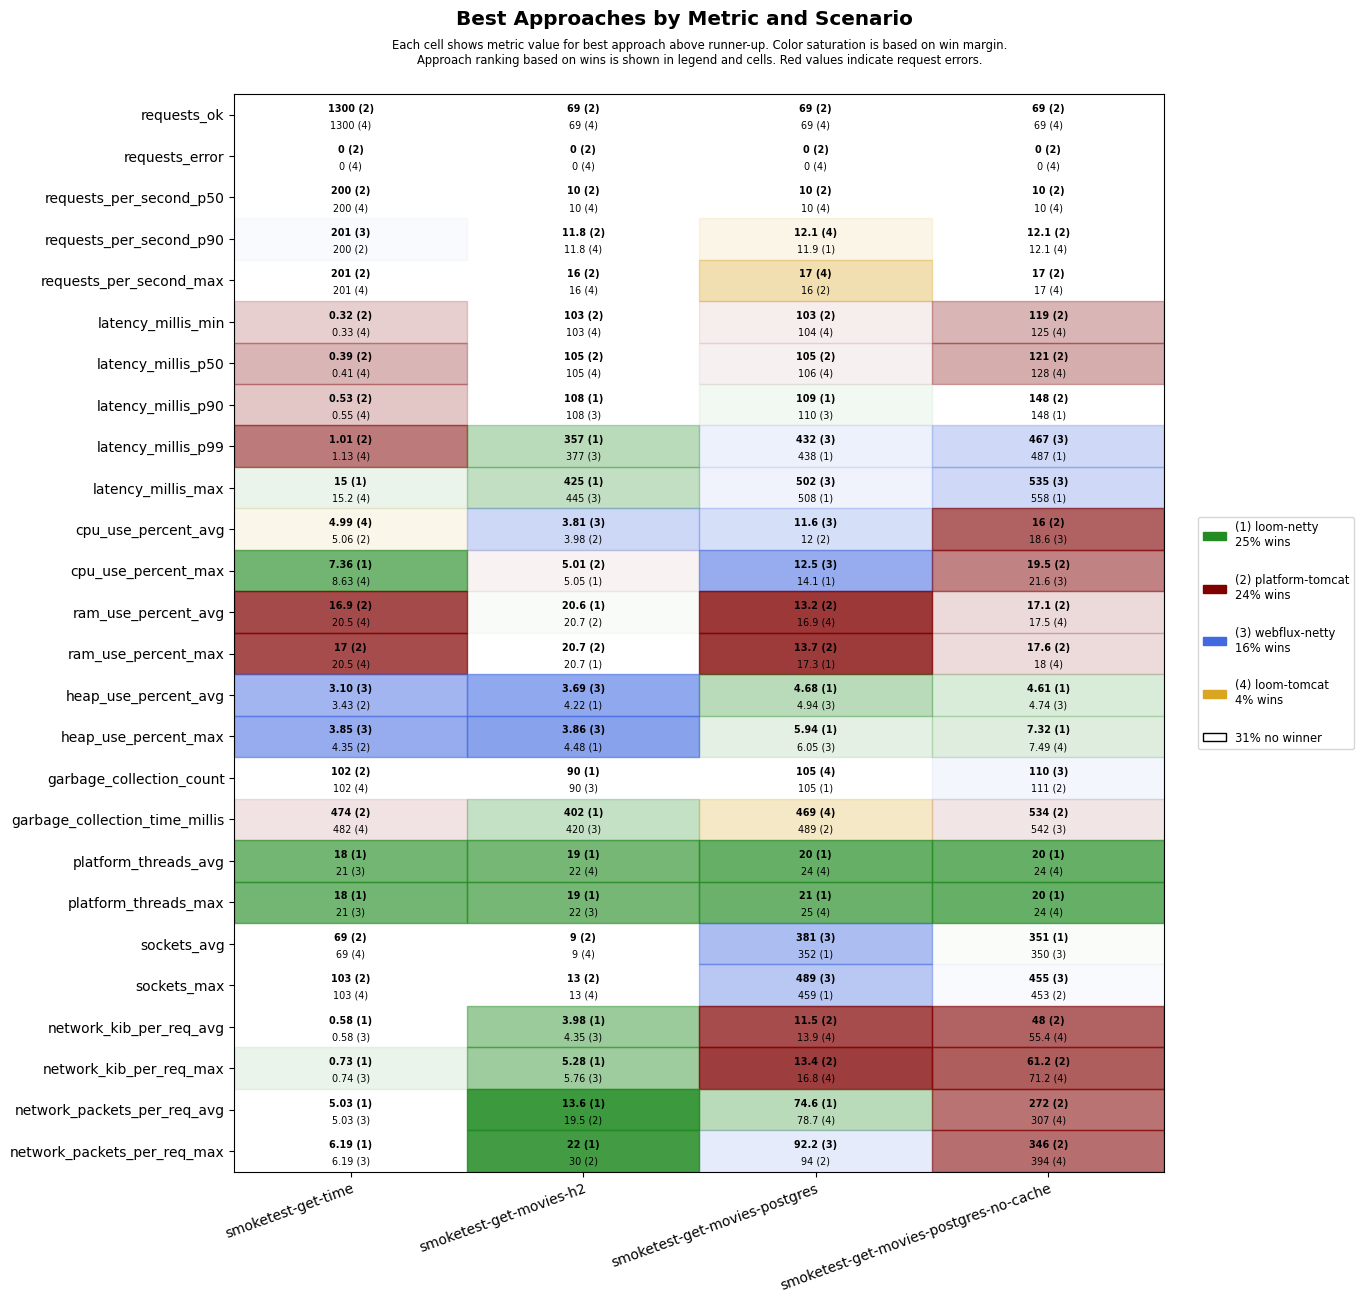 Best Approaches by Metric and Scenario
Each cell shows metric value for best approach above runner-up. Color saturation is based on win margin.
Approach ranking based on wins is shown in legend and cells. Red values indicate request errors.
requests_ok
1300 (2) 69 (2) 69 (2) 69 (2)
1300 (4) 69 (4) 69 (4) 69 (4)
requests_error
0 (2) 0 (2) 0 (2) 0 (2)
0 (4) 0 (4) 0 (4) 0 (4)
requests_per_second_p50
200 (2) 10 (2) 10 (2) 10 (2)
200 (4) 10 (4) 10 (4) 10 (4)
requests_per_second_p90
201 (3) 11.8 (2) 12.1 (4) 12.1 (2)
200 (2) 11.8 (4) 11.9 (1) 12.1 (4)
requests_per_second_max
201 (2) 16 (2) 17 (4) 17 (2)
201 (4) 16 (4) 16 (2) 17 (4)
latency_millis_min
0.32 (2) 103 (2) 103 (2) 119 (2)
0.33 (4) 103 (4) 104 (4) 125 (4)
latency_millis_p50
0.39 (2) 105 (2) 105 (2) 121 (2)
0.41 (4) 105 (4) 106 (4) 128 (4)
latency_millis_p90
0.53 (2) 108 (1) 109 (1) 148 (2)
0.55 (4) 108 (3) 110 (3) 148 (1)
latency_millis_p99
1.01 (2) 357 (1) 432 (3) 467 (3)
1.13 (4) 377 (3) 438 (1) 487 (1)
latency_millis_max
15 (1) 425 (1) 502 (3) 535 (3)
15.2 (4) 445 (3) 508 (1) 558 (1)
cpu_use_percent_avg
4.99 (4) 3.81 (3) 11.6 (3) 16 (2)
5.06 (2) 3.98 (2) 12 (2) 18.6 (3)
cpu_use_percent_max
7.36 (1) 5.01 (2) 12.5 (3) 19.5 (2)
8.63 (4) 5.05 (1) 14.1 (1) 21.6 (3)
ram_use_percent_avg
16.9 (2) 20.6 (1) 13.2 (2) 17.1 (2)
20.5 (4) 20.7 (2) 16.9 (4) 17.5 (4)
ram_use_percent_max
17 (2) 20.7 (2) 13.7 (2) 17.6 (2)
20.5 (4) 20.7 (1) 17.3 (1) 18 (4)
heap_use_percent_avg
3.10 (3) 3.69 (3) 4.68 (1) 4.61 (1)
3.43 (2) 4.22 (1) 4.94 (3) 4.74 (3)
heap_use_percent_max
3.85 (3) 3.86 (3) 5.94 (1) 7.32 (1)
4.35 (2) 4.48 (1) 6.05 (3) 7.49 (4)
garbage_collection_count
102 (2) 90 (1) 105 (4) 110 (3)
102 (4) 90 (3) 105 (1) 111 (2)
garbage_collection_time_millis
474 (2) 402 (1) 469 (4) 534 (2)
482 (4) 420 (3) 489 (2) 542 (3)
platform_threads_avg
18 (1) 19 (1) 20 (1) 20 (1)
21 (3) 22 (4) 24 (4) 24 (4)
platform_threads_max
18 (1) 19 (1) 21 (1) 20 (1)
21 (3) 22 (3) 25 (4) 24 (4)
sockets_avg
69 (2) 9 (2) 381 (3) 351 (1)
69 (4) 9 (4) 352 (1) 350 (3)
sockets_max
103 (2) 13 (2) 489 (3) 455 (3)
103 (4) 13 (4) 459 (1) 453 (2)
network_kib_per_req_avg
0.58 (1) 3.98 (1) 11.5 (2) 48 (2)
0.58 (3) 4.35 (3) 13.9 (4) 55.4 (4)
network_kib_per_req_max
0.73 (1) 5.28 (1) 13.4 (2) 61.2 (2)
0.74 (3) 5.76 (3) 16.8 (4) 71.2 (4)
network_packets_per_req_avg
5.03 (1) 13.6 (1) 74.6 (1) 272 (2)
5.03 (3) 19.5 (2) 78.7 (4) 307 (4)
network_packets_per_req_max
6.19 (1) 22 (1) 92.2 (3) 346 (2)
6.19 (3) 30 (2) 94 (2) 394 (4)
smoketest-get-time
smoketest-get-movies-h2
smoketest-get-movies-postgres
smoketest-get-movies-postgres-no-cache
(1) loom-netty
25% wins
(2) platform-tomcat
24% wins
(3) webflux-netty
16% wins
(4) loom-tomcat
4% wins
31% no winner